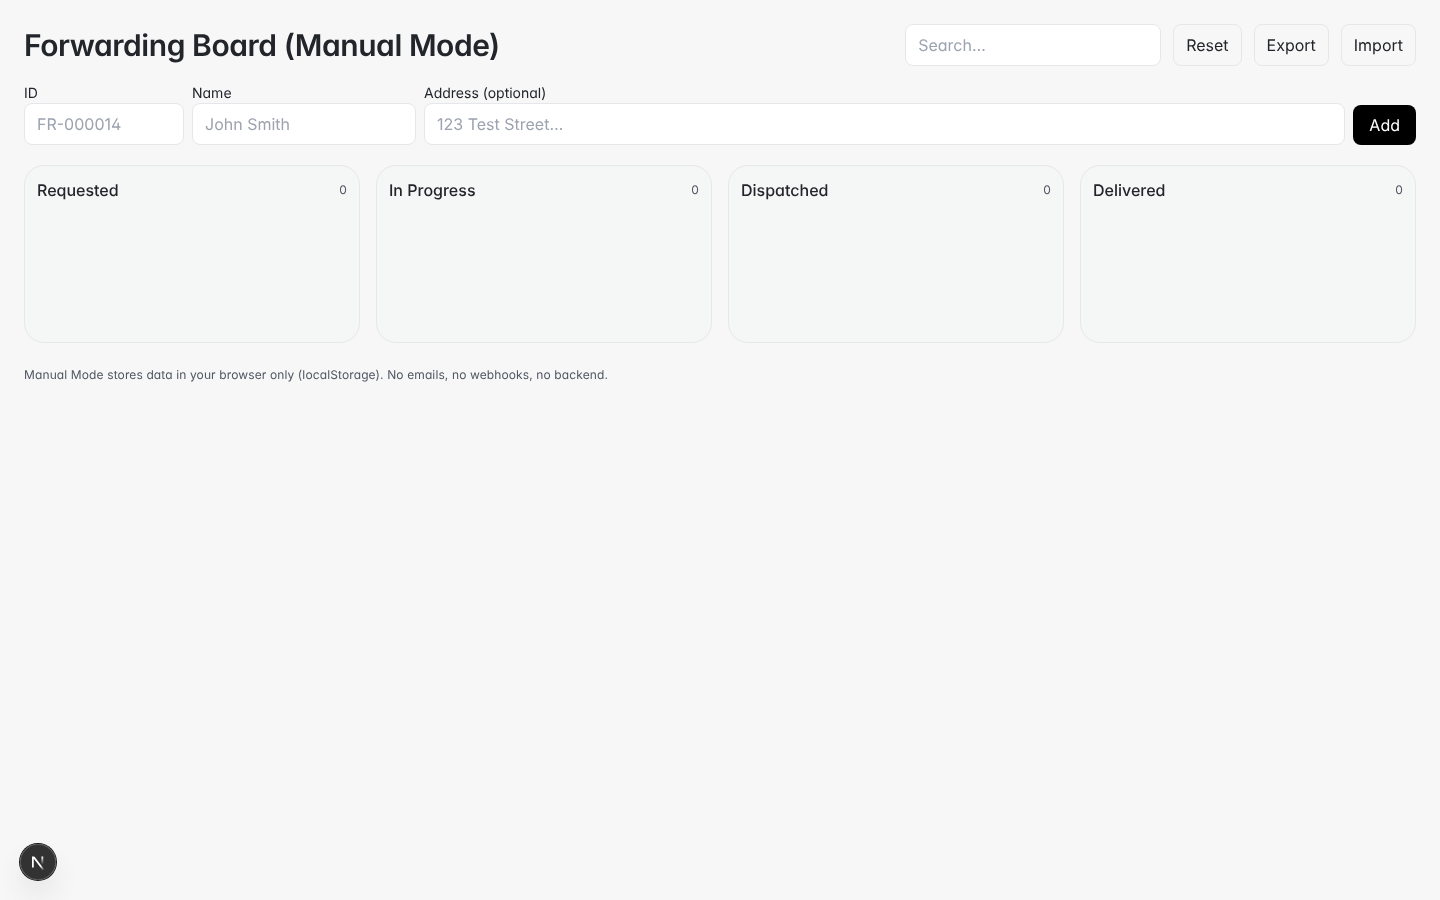 Forwarding Board (Manual Mode)
Search...
Reset
Export
Import
ID
Name
Address (optional)
FR-000014
John Smith
123 Test Street...
Add
Requested 0
In Progress 0
Dispatched 0
Delivered 0
Manual Mode stores data in your browser only (localStorage). No emails, no webhooks, no backend.
N